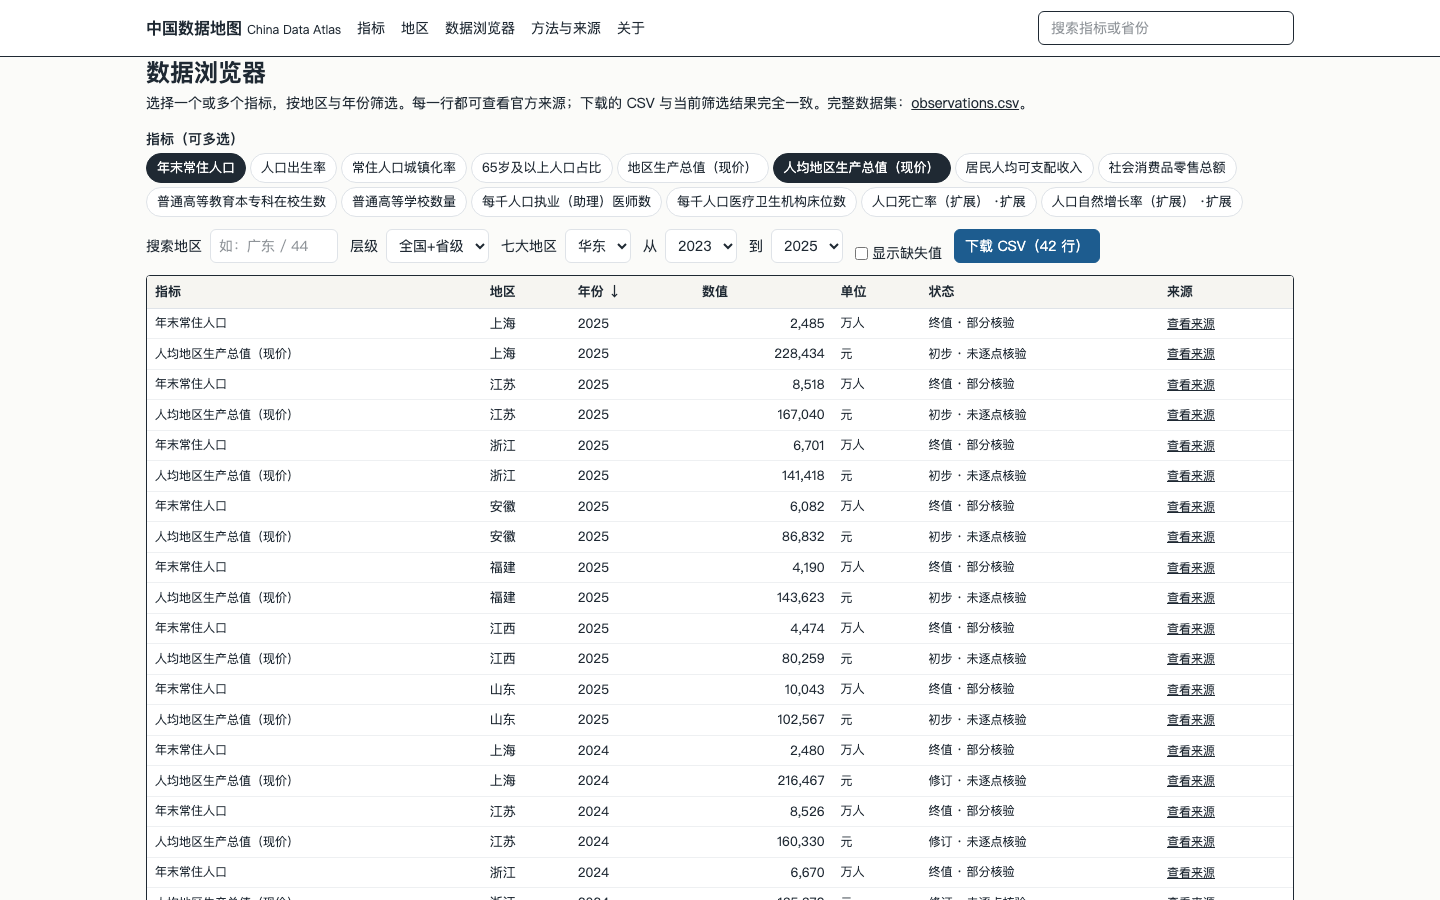 中国数据地图 China Data Atlas 指标 地区 数据浏览器 方法与来源 关于 搜索指标或省份
数据浏览器
选择一个或多个指标，按地区与年份筛选。每一行都可查看官方来源；下载的 CSV 与当前筛选结果完全一致。完整数据集：observations.csv。
指标（可多选）
年末常住人口 人口出生率 常住人口城镇化率 65岁及以上人口占比 地区生产总值（现价） 人均地区生产总值（现价） 居民人均可支配收入 社会消费品零售总额
普通高等教育本专科在校生数 普通高等学校数量 每千人口执业（助理）医师数 每千人口医疗卫生机构床位数 人口死亡率（扩展） ·扩展 人口自然增长率（扩展） ·扩展
搜索地区 如：广东 / 44 层级 全国+省级 七大地区 华东 从 2023 到 2025 显示缺失值 下载 CSV（42 行）
指标 地区 年份 ↓ 数值 单位 状态 来源
年末常住人口 上海 2025 2,485 万人 终值 · 部分核验 查看来源
人均地区生产总值（现价） 上海 2025 228,434 元 初步 · 未逐点核验 查看来源
年末常住人口 江苏 2025 8,518 万人 终值 · 部分核验 查看来源
人均地区生产总值（现价） 江苏 2025 167,040 元 初步 · 未逐点核验 查看来源
年末常住人口 浙江 2025 6,701 万人 终值 · 部分核验 查看来源
人均地区生产总值（现价） 浙江 2025 141,418 元 初步 · 未逐点核验 查看来源
年末常住人口 安徽 2025 6,082 万人 终值 · 部分核验 查看来源
人均地区生产总值（现价） 安徽 2025 86,832 元 初步 · 未逐点核验 查看来源
年末常住人口 福建 2025 4,190 万人 终值 · 部分核验 查看来源
人均地区生产总值（现价） 福建 2025 143,623 元 初步 · 未逐点核验 查看来源
年末常住人口 江西 2025 4,474 万人 终值 · 部分核验 查看来源
人均地区生产总值（现价） 江西 2025 80,259 元 初步 · 未逐点核验 查看来源
年末常住人口 山东 2025 10,043 万人 终值 · 部分核验 查看来源
人均地区生产总值（现价） 山东 2025 102,567 元 初步 · 未逐点核验 查看来源
年末常住人口 上海 2024 2,480 万人 终值 · 部分核验 查看来源
人均地区生产总值（现价） 上海 2024 216,467 元 修订 · 未逐点核验 查看来源
年末常住人口 江苏 2024 8,526 万人 终值 · 部分核验 查看来源
人均地区生产总值（现价） 江苏 2024 160,330 元 修订 · 未逐点核验 查看来源
年末常住人口 浙江 2024 6,670 万人 终值 · 部分核验 查看来源